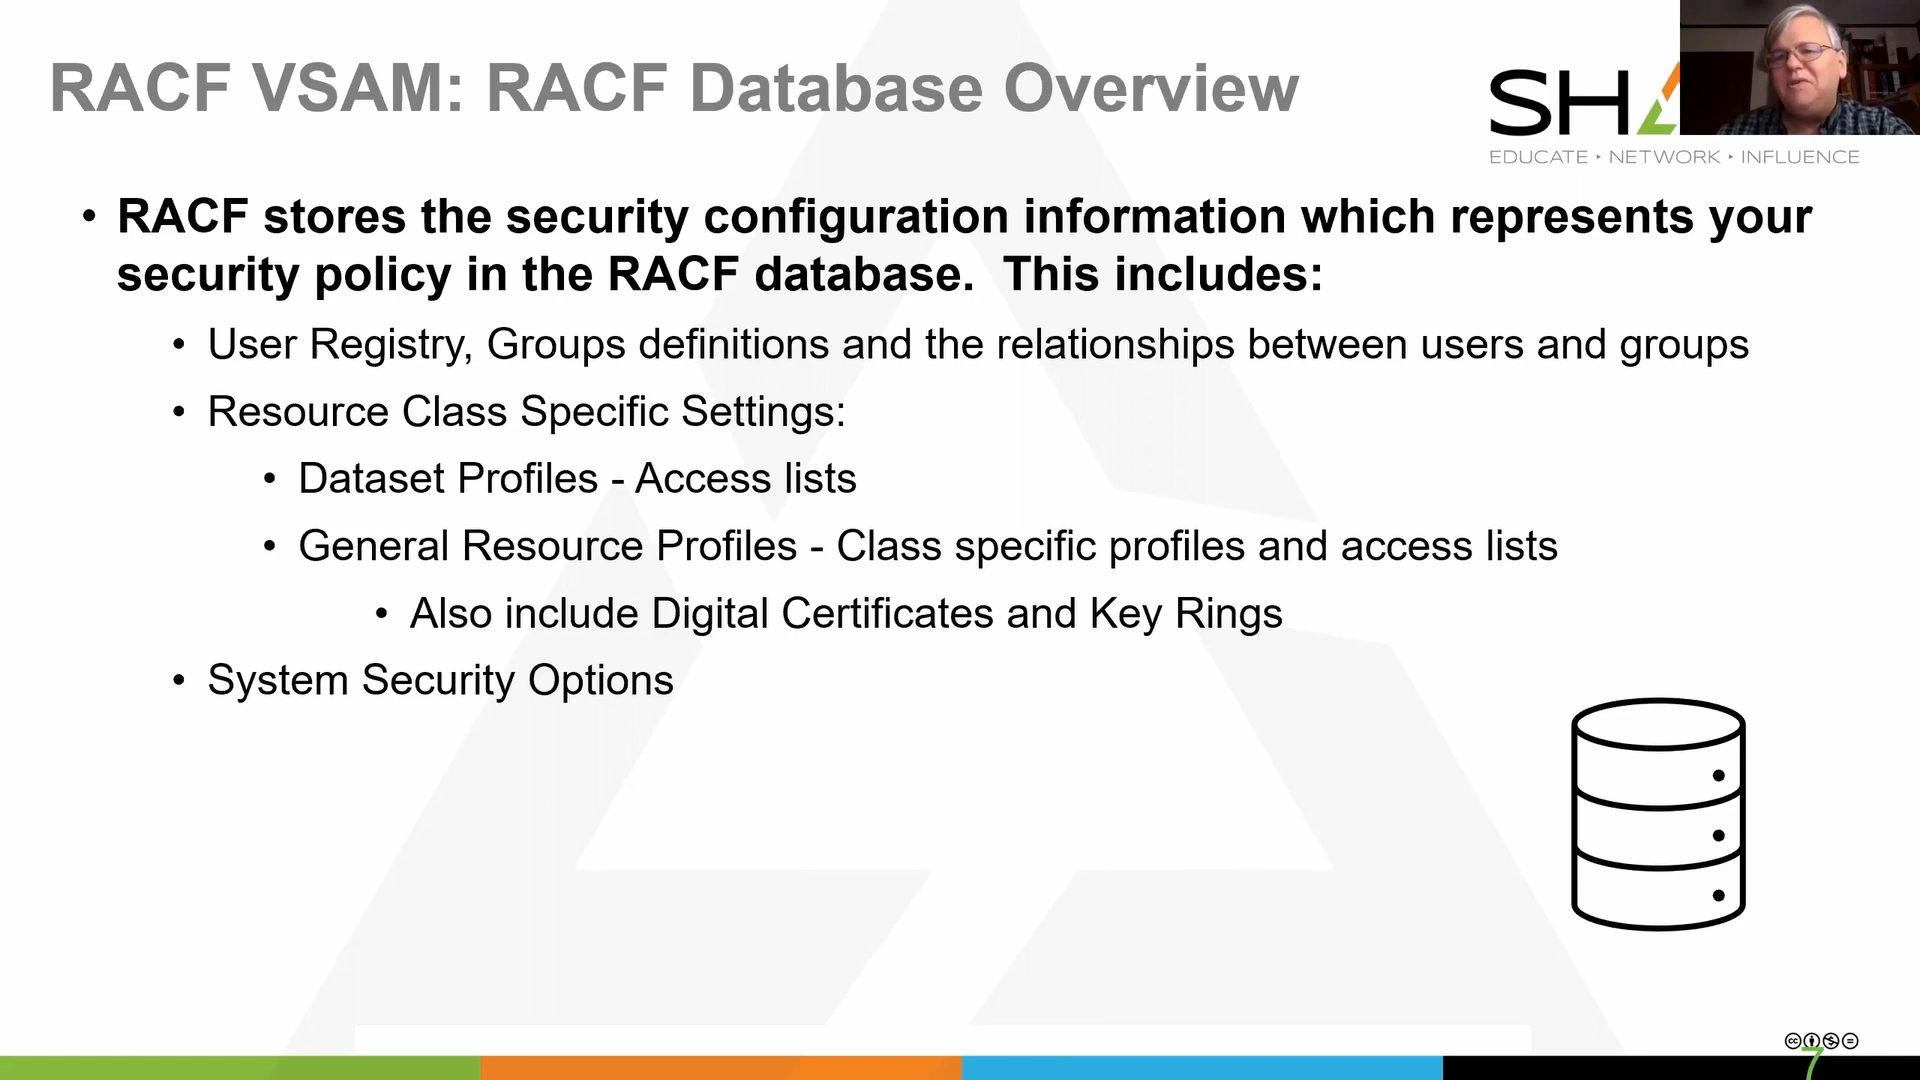 RACF VSAM: RACF Database Overview
SHA
EDUCATE • NETWORK • INFLUENCE
• RACF stores the security configuration information which represents your
security policy in the RACF database. This includes:
• User Registry, Groups definitions and the relationships between users and groups
• Resource Class Specific Settings:
• Dataset Profiles - Access lists
• General Resource Profiles - Class specific profiles and access lists
• Also include Digital Certificates and Key Rings
• System Security Options
cc
7